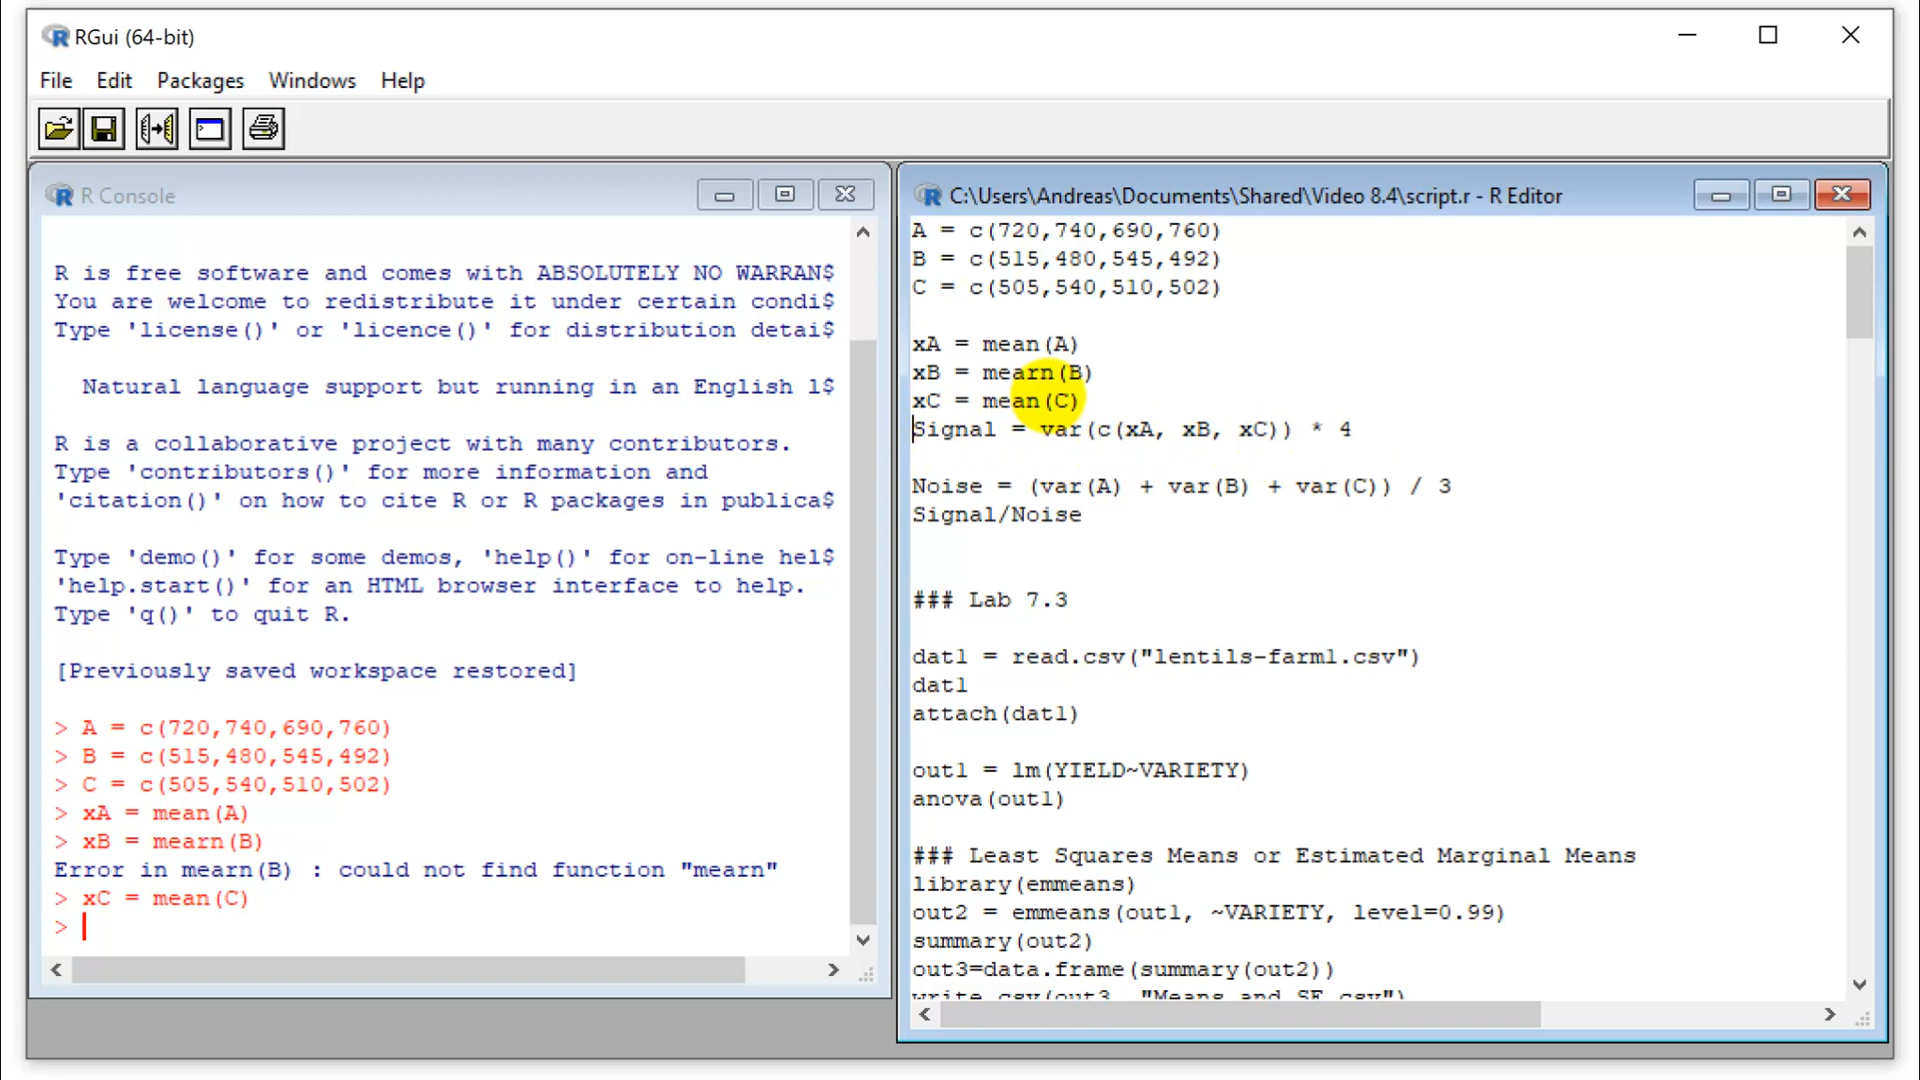 RGui (64-bit)
File Edit Packages Windows Help
R Console
R is free software and comes with ABSOLUTELY NO WARRAN$
You are welcome to redistribute it under certain condi$
Type 'license()' or 'licence()' for distribution detai$
Natural language support but running in an English l$
R is a collaborative project with many contributors.
Type 'contributors()' for more information and
'citation()' on how to cite R or R packages in publica$
Type 'demo()' for some demos, 'help()' for on-line hel$
'help.start()' for an HTML browser interface to help.
Type 'q()' to quit R.
[Previously saved workspace restored]
> A = c(720,740,690,760)
> B = c(515,480,545,492)
> C = c(505,540,510,502)
> xA = mean(A)
> xB = mearn(B)
Error in mearn(B) : could not find function "mearn"
> xC = mean(C)
>
C:\Users\Andreas\Documents\Shared\Video 8.4\script.r - R Editor
A = c(720,740,690,760)
B = c(515,480,545,492)
C = c(505,540,510,502)
xA = mean(A)
xB = mearn(B)
xC = mean(C)
Signal = var(c(xA, xB, xC)) * 4
Noise = (var(A) + var(B) + var(C)) / 3
Signal/Noise
### Lab 7.3
dat1 = read.csv("lentils-farm1.csv")
dat1
attach(dat1)
out1 = lm(YIELD~VARIETY)
anova(out1)
### Least Squares Means or Estimated Marginal Means
library(emmeans)
out2 = emmeans(out1, ~VARIETY, level=0.99)
summary(out2)
out3=data.frame(summary(out2))
write.csv(out3, "Means and SE.csv")